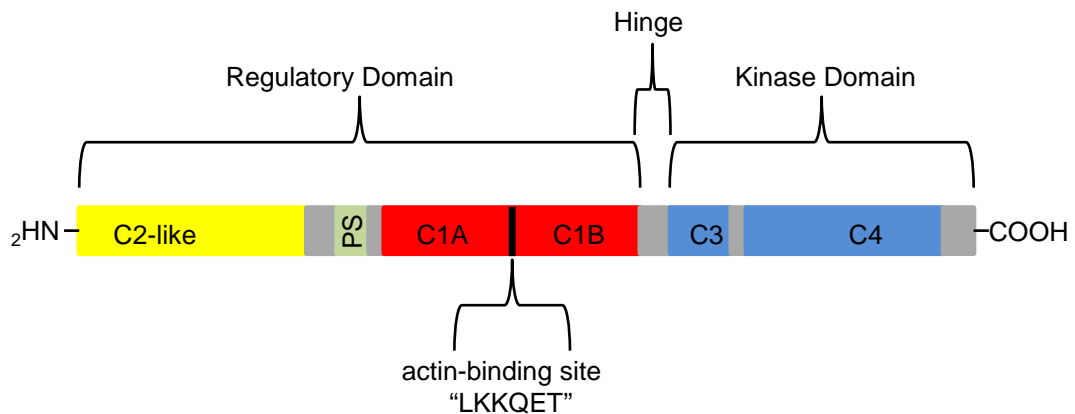 Hinge
Regulatory Domain
Kinase Domain
₂HN
C2-like
PS
C1A
C1B
C3
C4
COOH
actin-binding site
“LKKQET”